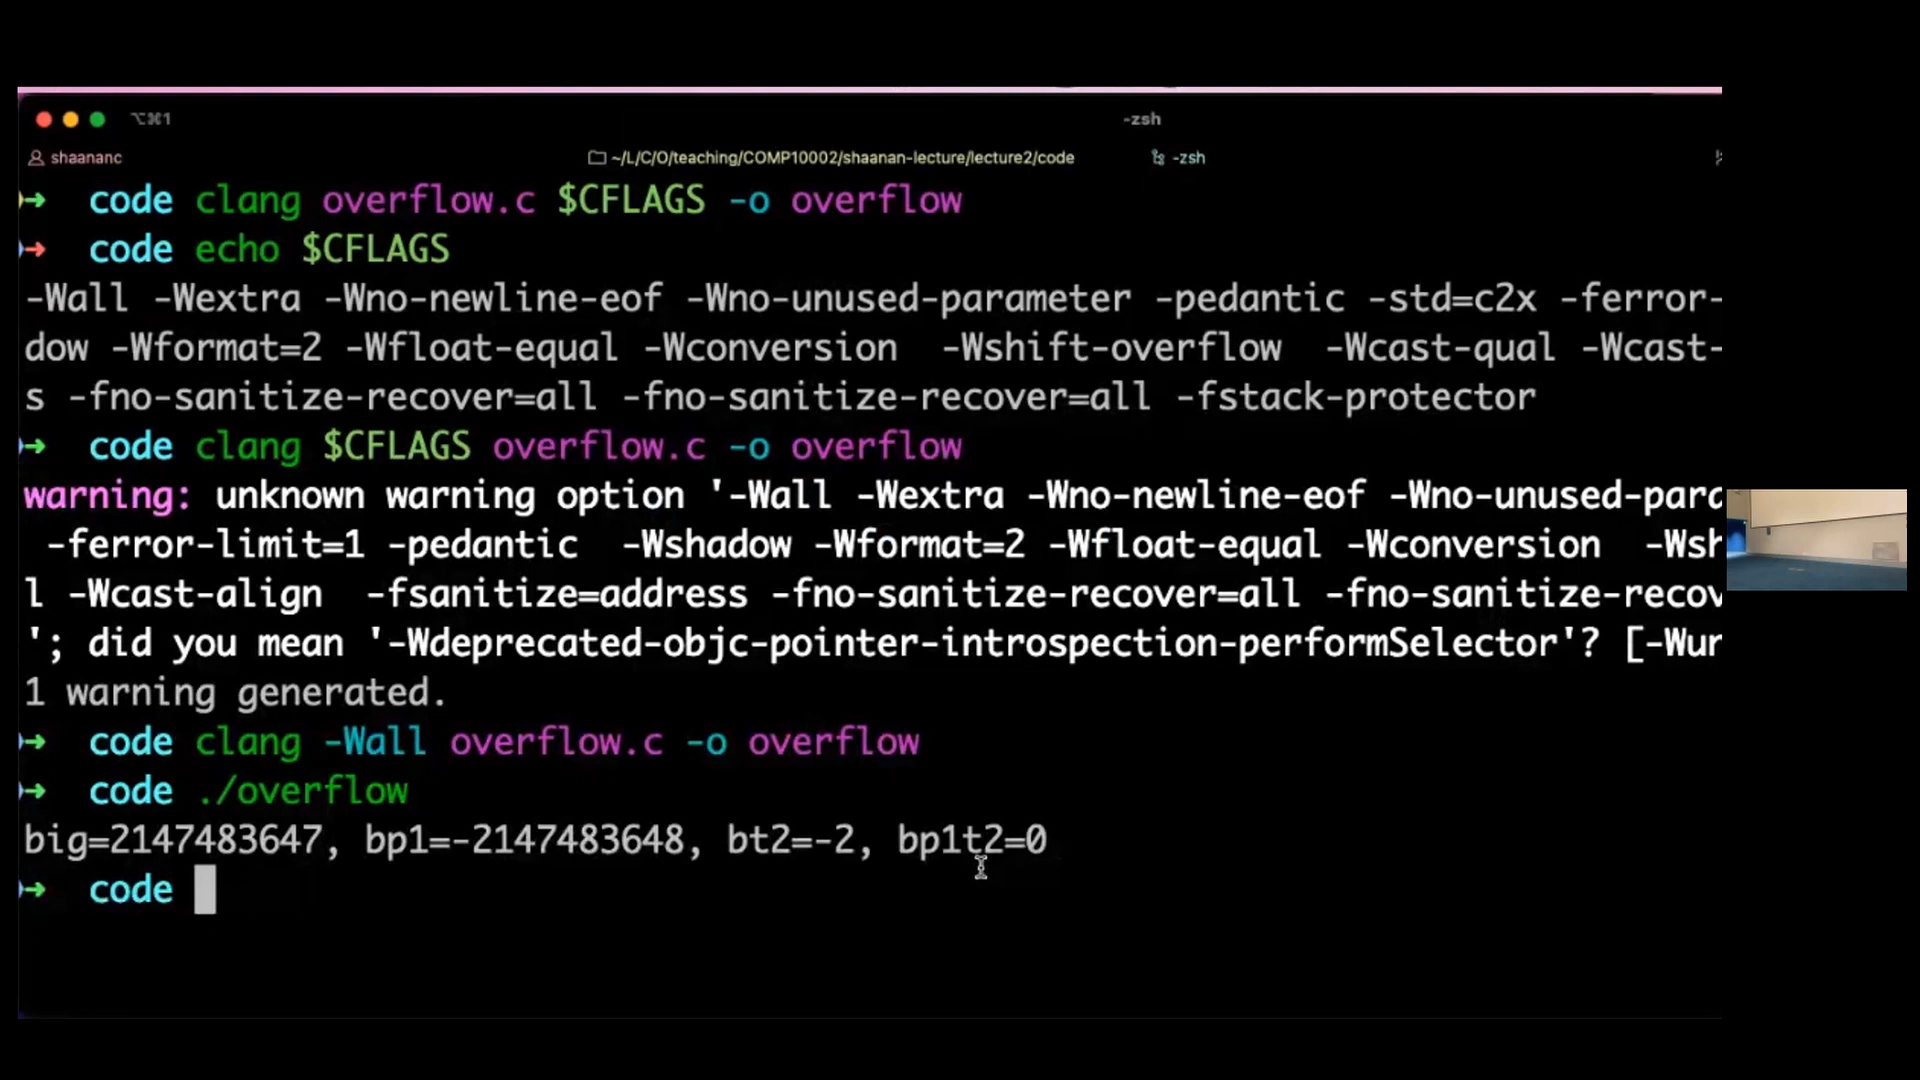 ⌥⌘1
-zsh
shaananc
~/L/C/O/teaching/COMP10002/shaanan-lecture/lecture2/code
-zsh
→ code clang overflow.c $CFLAGS -o overflow
→ code echo $CFLAGS
-Wall -Wextra -Wno-newline-eof -Wno-unused-parameter -pedantic -std=c2x -ferror-
dow -Wformat=2 -Wfloat-equal -Wconversion  -Wshift-overflow  -Wcast-qual -Wcast-
s -fno-sanitize-recover=all -fno-sanitize-recover=all -fstack-protector
→ code clang $CFLAGS overflow.c -o overflow
warning: unknown warning option '-Wall -Wextra -Wno-newline-eof -Wno-unused-para
-ferror-limit=1 -pedantic  -Wshadow -Wformat=2 -Wfloat-equal -Wconversion  -Wsh
l -Wcast-align  -fsanitize=address -fno-sanitize-recover=all -fno-sanitize-recov
'; did you mean '-Wdeprecated-objc-pointer-introspection-performSelector'? [-Wun
1 warning generated.
→ code clang -Wall overflow.c -o overflow
→ code ./overflow
big=2147483647, bp1=-2147483648, bt2=-2, bp1t2=0
→ code